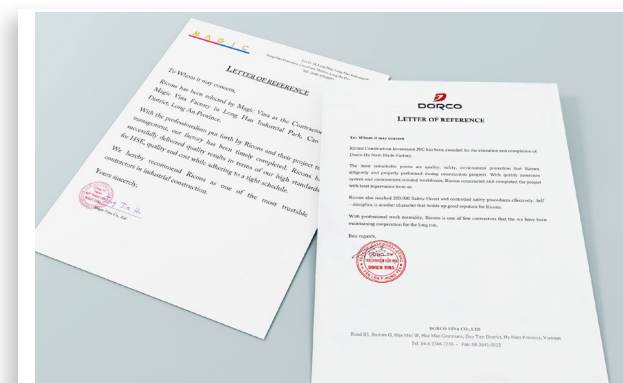 MAGIC
LETTER OF REFERENCE
To Whom it may concern,
Ricons has been selected by Magic Vina as the Contractor
Magic Vina Factory in Long Hau Industrial Park, Can
District, Long An Province.
With the professionalism put forth by Ricons and their project
management, our factory has been timely completed. Ricons
successfully delivered quality results in terms of our high standards
for HSE, quality and cost while adhering to a tight schedule.
We hereby recommend Ricons as one of the most trustable
contractors in industrial construction.
Yours sincerely,
DORCO
LETTER OF REFERENCE
To: Whom it may concern
Ricons Construction Investment JSC has been awarded for the execution and completion of
Dorco Ha Nam Blade Factory.
The most remarkable points are quality, safety, environment protection that Ricons
diligently and properly performed during construction progress. With quality assurance
system and environment-minded workforces, Ricons constructed and completed the project
with least supervision from us.
Ricons also reached 200.000 Safety Hours and controlled safety procedures effectively. Self
-discipline is another character that builds up good repution for Ricons.
With professional work mentality, Ricons is one of few contractors that the we have been
maintaining cooperation for the long run.
Best regards,
CÔNG TY
DORCO VINA
DORCO VINA CO., LTD